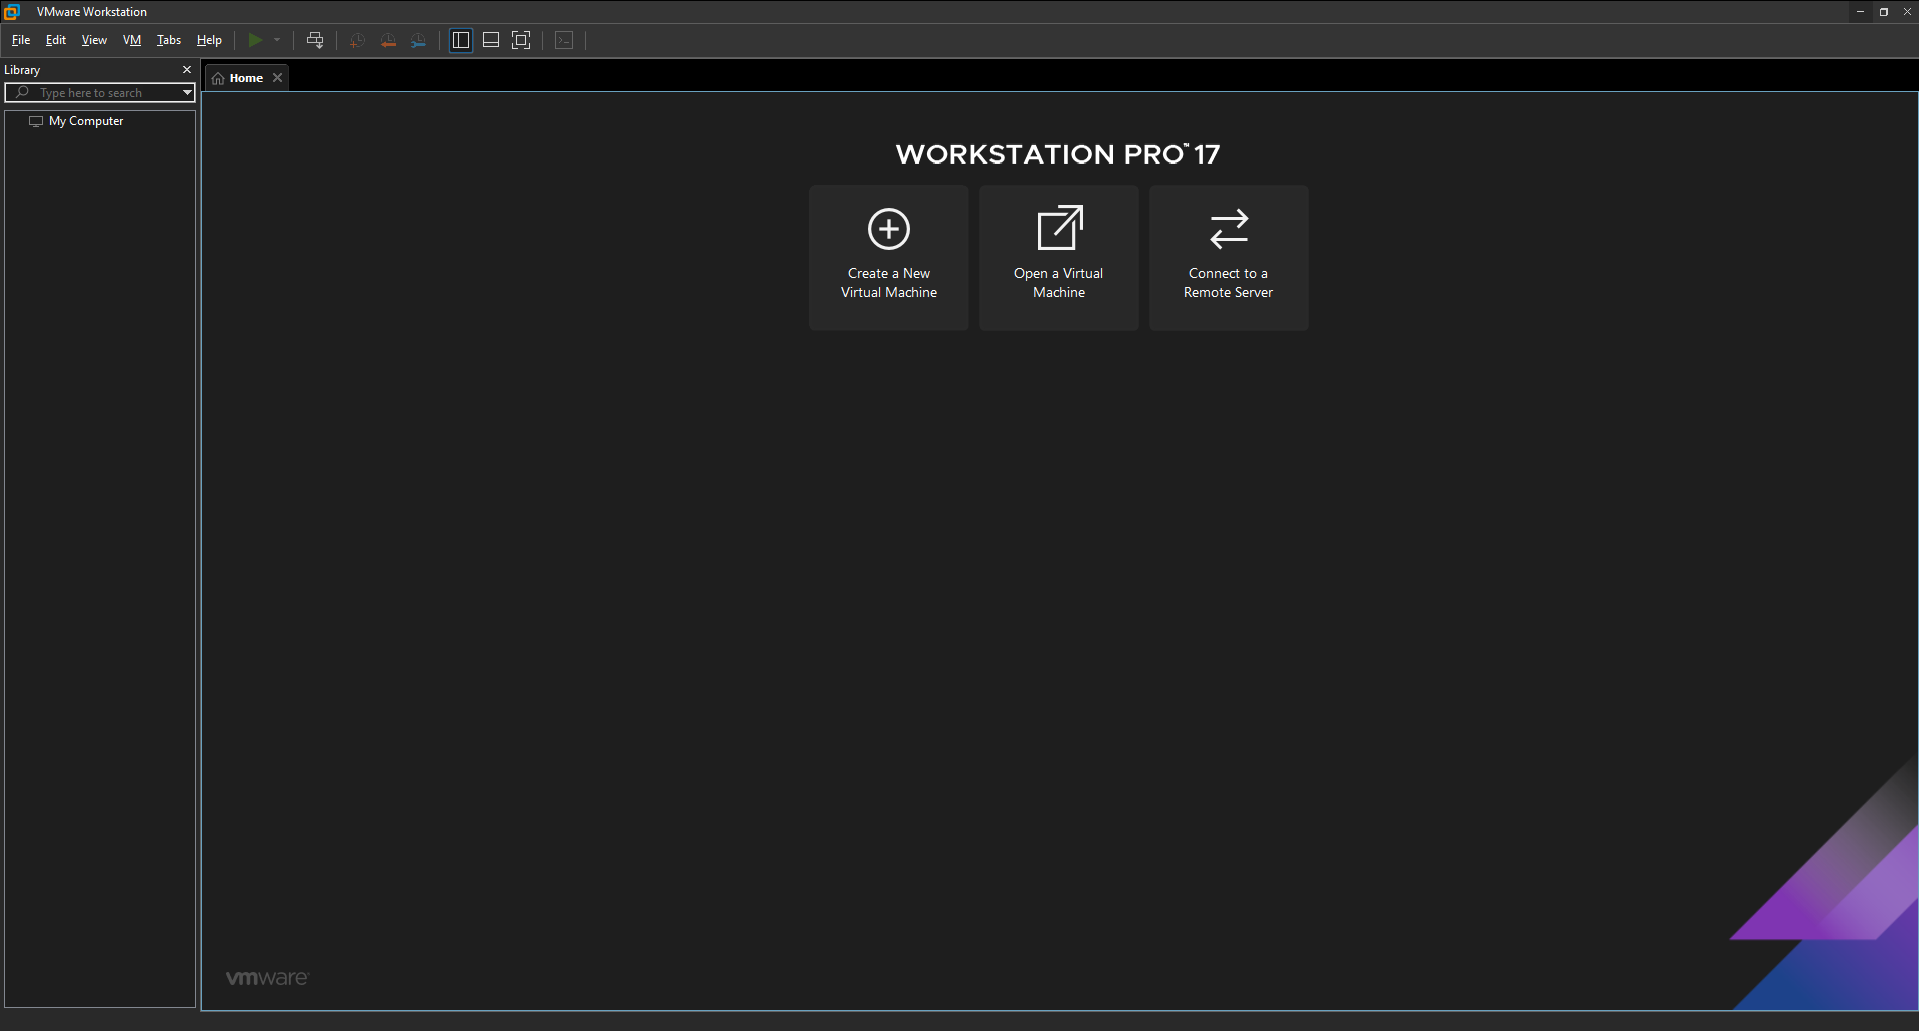 VMware Workstation
File Edit View VM Tabs Help
Library
Type here to search
My Computer
Home
WORKSTATION PRO™ 17
Create a New
Virtual Machine
Open a Virtual
Machine
Connect to a
Remote Server
vmware